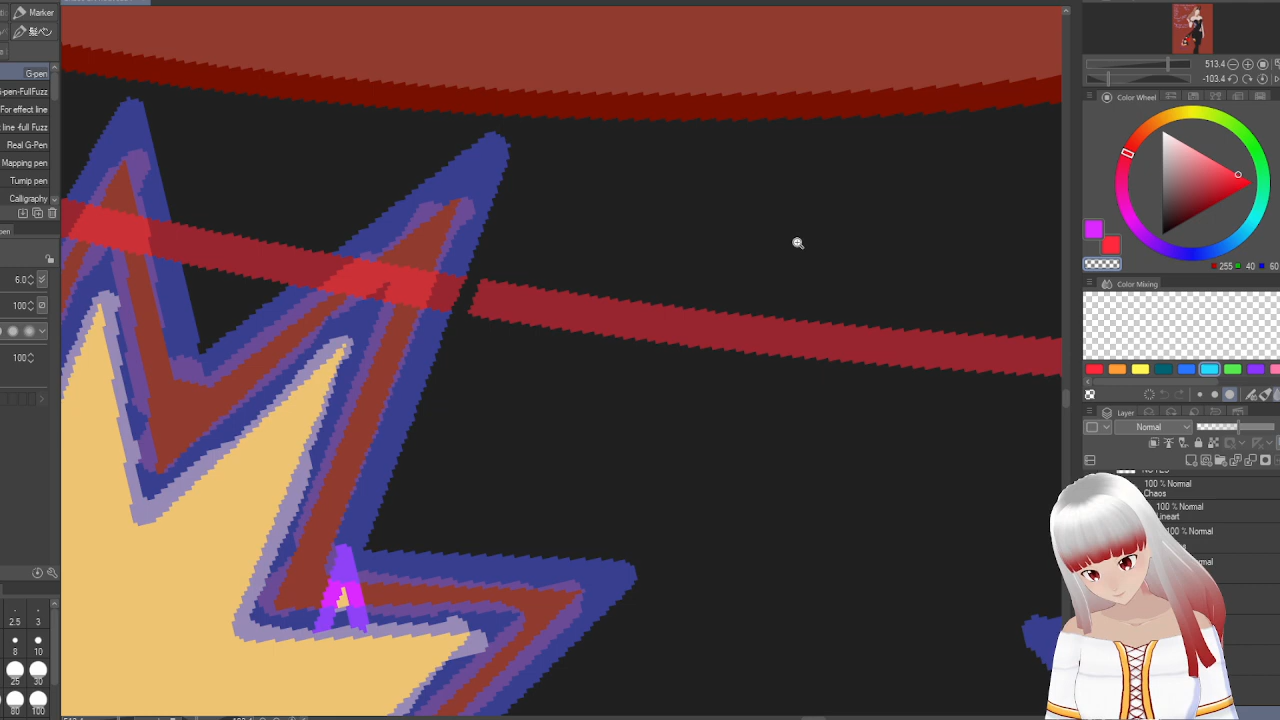 Marker
G-pen
G-pen-FullFuzz
For effect line
line -full Fuzz
Real G-Pen
Mapping pen
Turnip pen
Calligraphy
pen
6.0
100
100
2.5 3
8 10
25 30
80 100
513.4
-103.4
Color Wheel
255 40 60
Color Mixing
Layer
Normal
100 % Normal
Chaos
100 % Normal
Lineart
100 % Normal